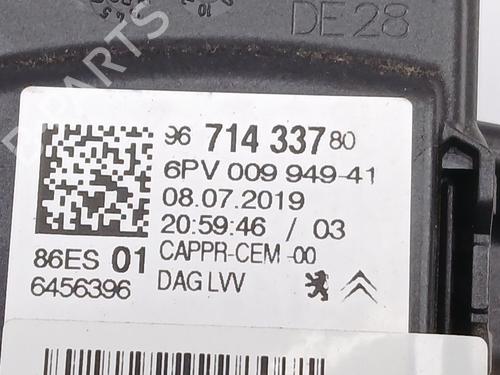 DE28
96 714 337 80
6PV 009 949-41
08.07.2019
20:59:46 / 03
86ES 01 CAPPR-CEM -00
6456396 DAG LVV